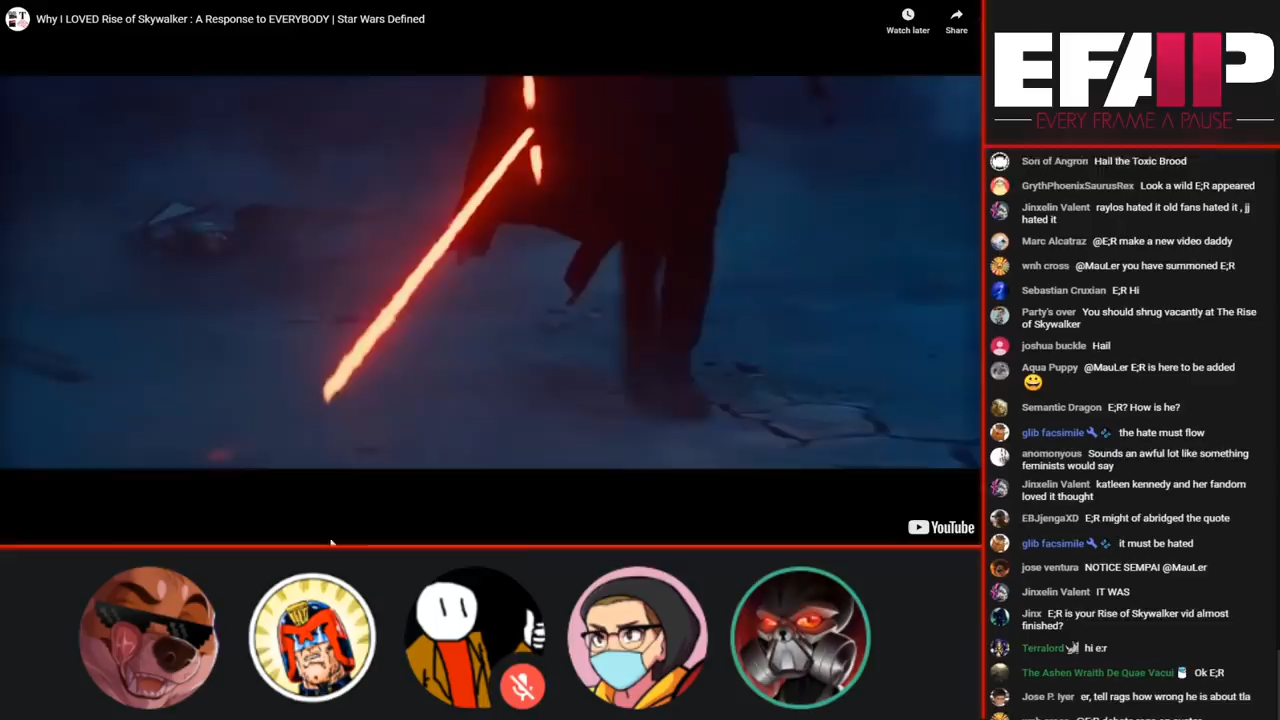 Why I LOVED Rise of Skywalker : A Response to EVERYBODY | Star Wars Defined
Watch later
Share
YouTube
EFAP
EVERY FRAME A PAUSE
Son of Angron Hail the Toxic Brood
GrythPhoenixSaurusRex Look a wild E;R appeared
Jinxelin Valent raylos hated it old fans hated it , jj
hated it
Marc Alcatraz @E;R make a new video daddy
wnh cross @MauLer you have summoned E;R
Sebastian Cruxian E;R Hi
Party's over You should shrug vacantly at The Rise
of Skywalker
joshua buckle Hail
Aqua Puppy @MauLer E;R is here to be added
Semantic Dragon E;R? How is he?
glib facsimile the hate must flow
anomonyous Sounds an awful lot like something
feminists would say
Jinxelin Valent katleen kennedy and her fandom
loved it thought
EBJjengaXD E;R might of abridged the quote
glib facsimile it must be hated
jose ventura NOTICE SEMPAI @MauLer
Jinxelin Valent IT WAS
Jinx E;R is your Rise of Skywalker vid almost
finished?
Terralord hi e:r
The Ashen Wraith De Quae Vacui Ok E;R
Jose P. Iyer er, tell rags how wrong he is about tla